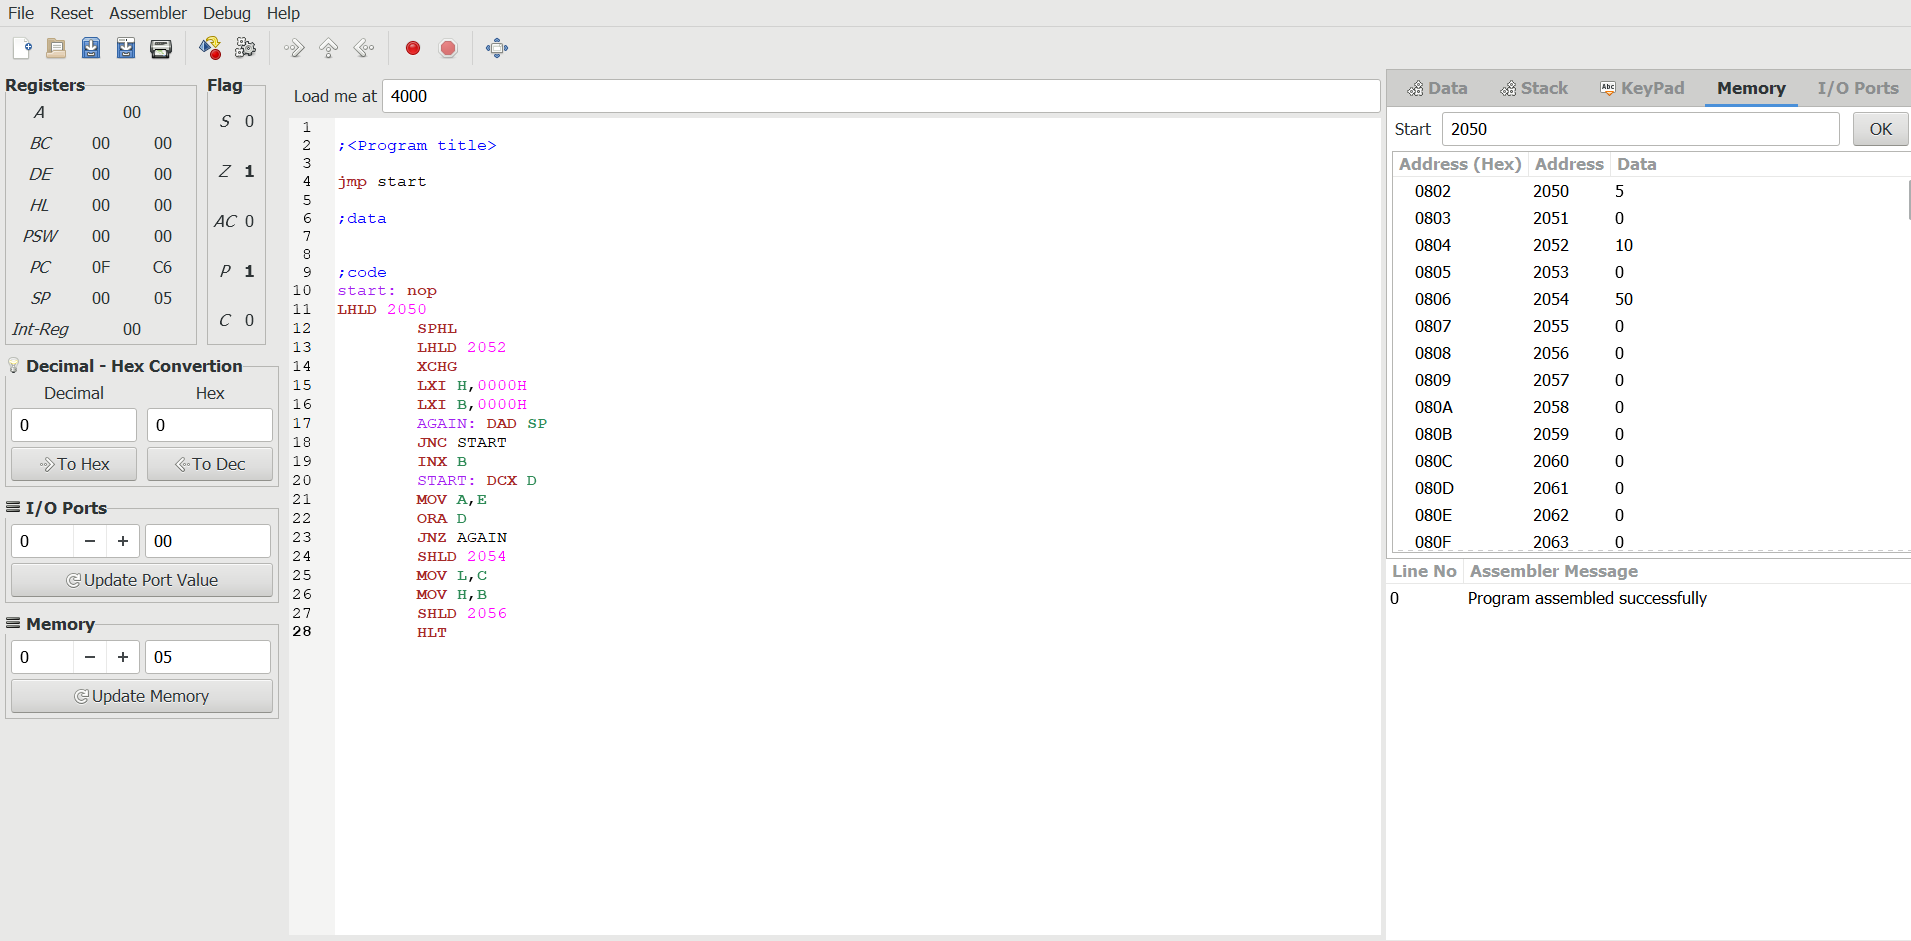 File Reset Assembler Debug Help
Registers
A 00
BC 00 00
DE 00 00
HL 00 00
PSW 00 00
PC 0F C6
SP 00 05
Int-Reg 00
Flag
S 0
Z 1
AC 0
P 1
C 0
Decimal - Hex Convertion
Decimal Hex
0 0
To Hex To Dec
I/O Ports
0 − + 00
Update Port Value
Memory
0 − + 05
Update Memory
Load me at 4000
1
2 ;<Program title>
3
4 jmp start
5
6 ;data
7
8
9 ;code
10 start: nop
11 LHLD 2050
12 SPHL
13 LHLD 2052
14 XCHG
15 LXI H,0000H
16 LXI B,0000H
17 AGAIN: DAD SP
18 JNC START
19 INX B
20 START: DCX D
21 MOV A,E
22 ORA D
23 JNZ AGAIN
24 SHLD 2054
25 MOV L,C
26 MOV H,B
27 SHLD 2056
28 HLT
Data Stack Abc KeyPad Memory I/O Ports
Start 2050 OK
Address (Hex) Address Data
0802 2050 5
0803 2051 0
0804 2052 10
0805 2053 0
0806 2054 50
0807 2055 0
0808 2056 0
0809 2057 0
080A 2058 0
080B 2059 0
080C 2060 0
080D 2061 0
080E 2062 0
080F 2063 0
Line No Assembler Message
0 Program assembled successfully